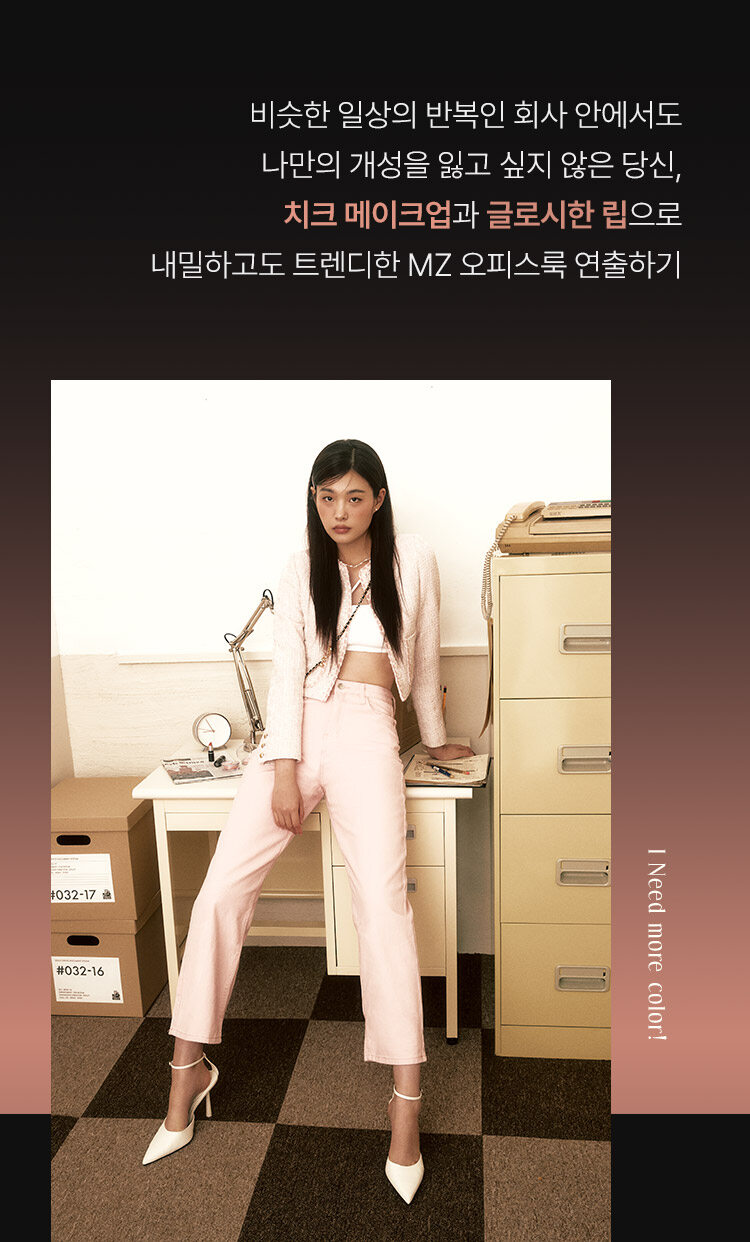 비슷한 일상의 반복인 회사 안에서도
나만의 개성을 잃고 싶지 않은 당신,
치크 메이크업과 글로시한 립으로
내밀하고도 트렌디한 MZ 오피스룩 연출하기
#032-17
#032-16
I Need more color!